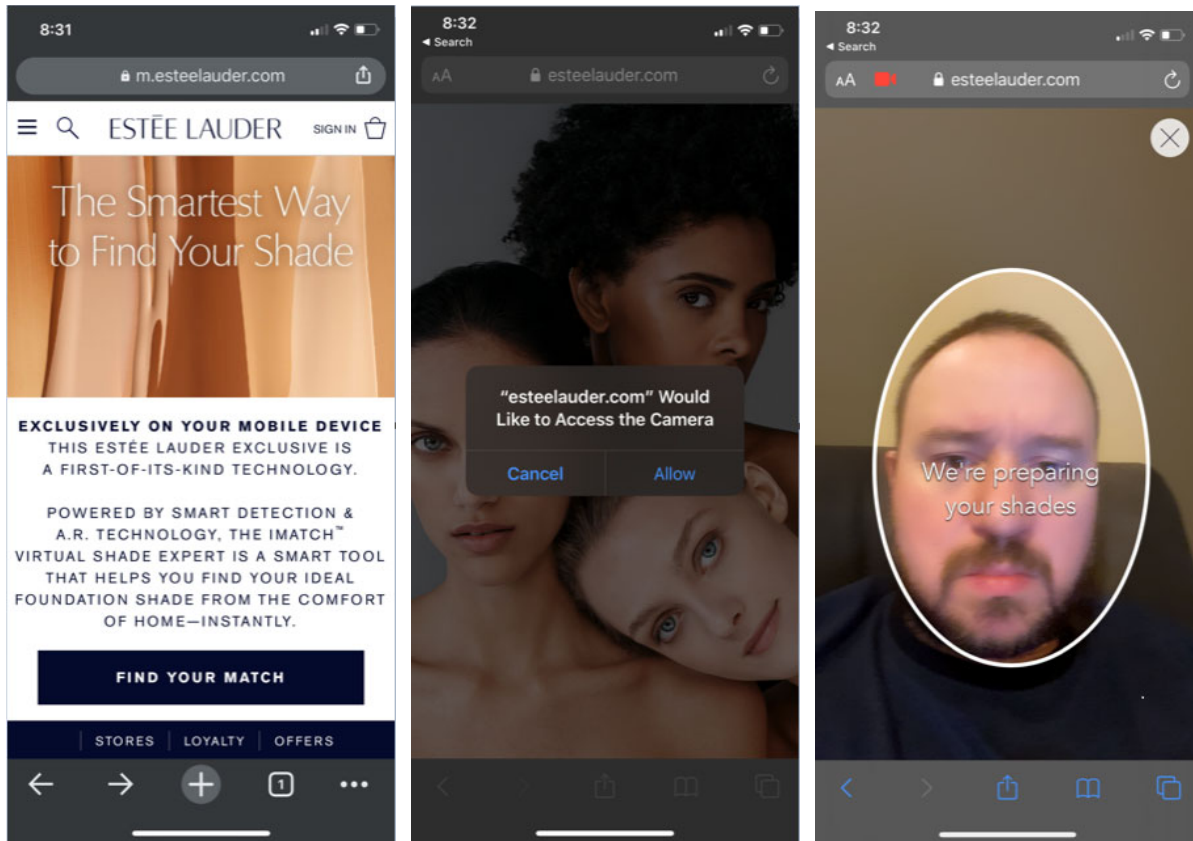 8:31
m.esteelauder.com
ESTĒE LAUDER
SIGN IN
The Smartest Way
to Find Your Shade
EXCLUSIVELY ON YOUR MOBILE DEVICE
THIS ESTÉE LAUDER EXCLUSIVE IS
A FIRST-OF-ITS-KIND TECHNOLOGY.
POWERED BY SMART DETECTION &
A.R. TECHNOLOGY, THE IMATCH™
VIRTUAL SHADE EXPERT IS A SMART TOOL
THAT HELPS YOU FIND YOUR IDEAL
FOUNDATION SHADE FROM THE COMFORT
OF HOME—INSTANTLY.
FIND YOUR MATCH
STORES
LOYALTY
OFFERS
1
8:32
◄ Search
AA
esteelauder.com
"esteelauder.com" Would
Like to Access the Camera
Cancel
Allow
8:32
◄ Search
AA
esteelauder.com
We're preparing
your shades